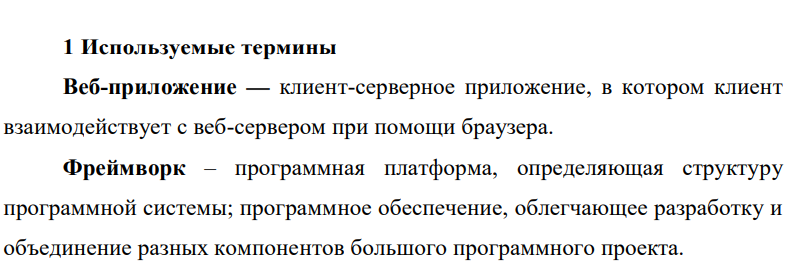 1 Используемые термины
Веб-приложение — клиент-серверное приложение, в котором клиент
взаимодействует с веб-сервером при помощи браузера.
Фреймворк – программная платформа, определяющая структуру
программной системы; программное обеспечение, облегчающее разработку и
объединение разных компонентов большого программного проекта.